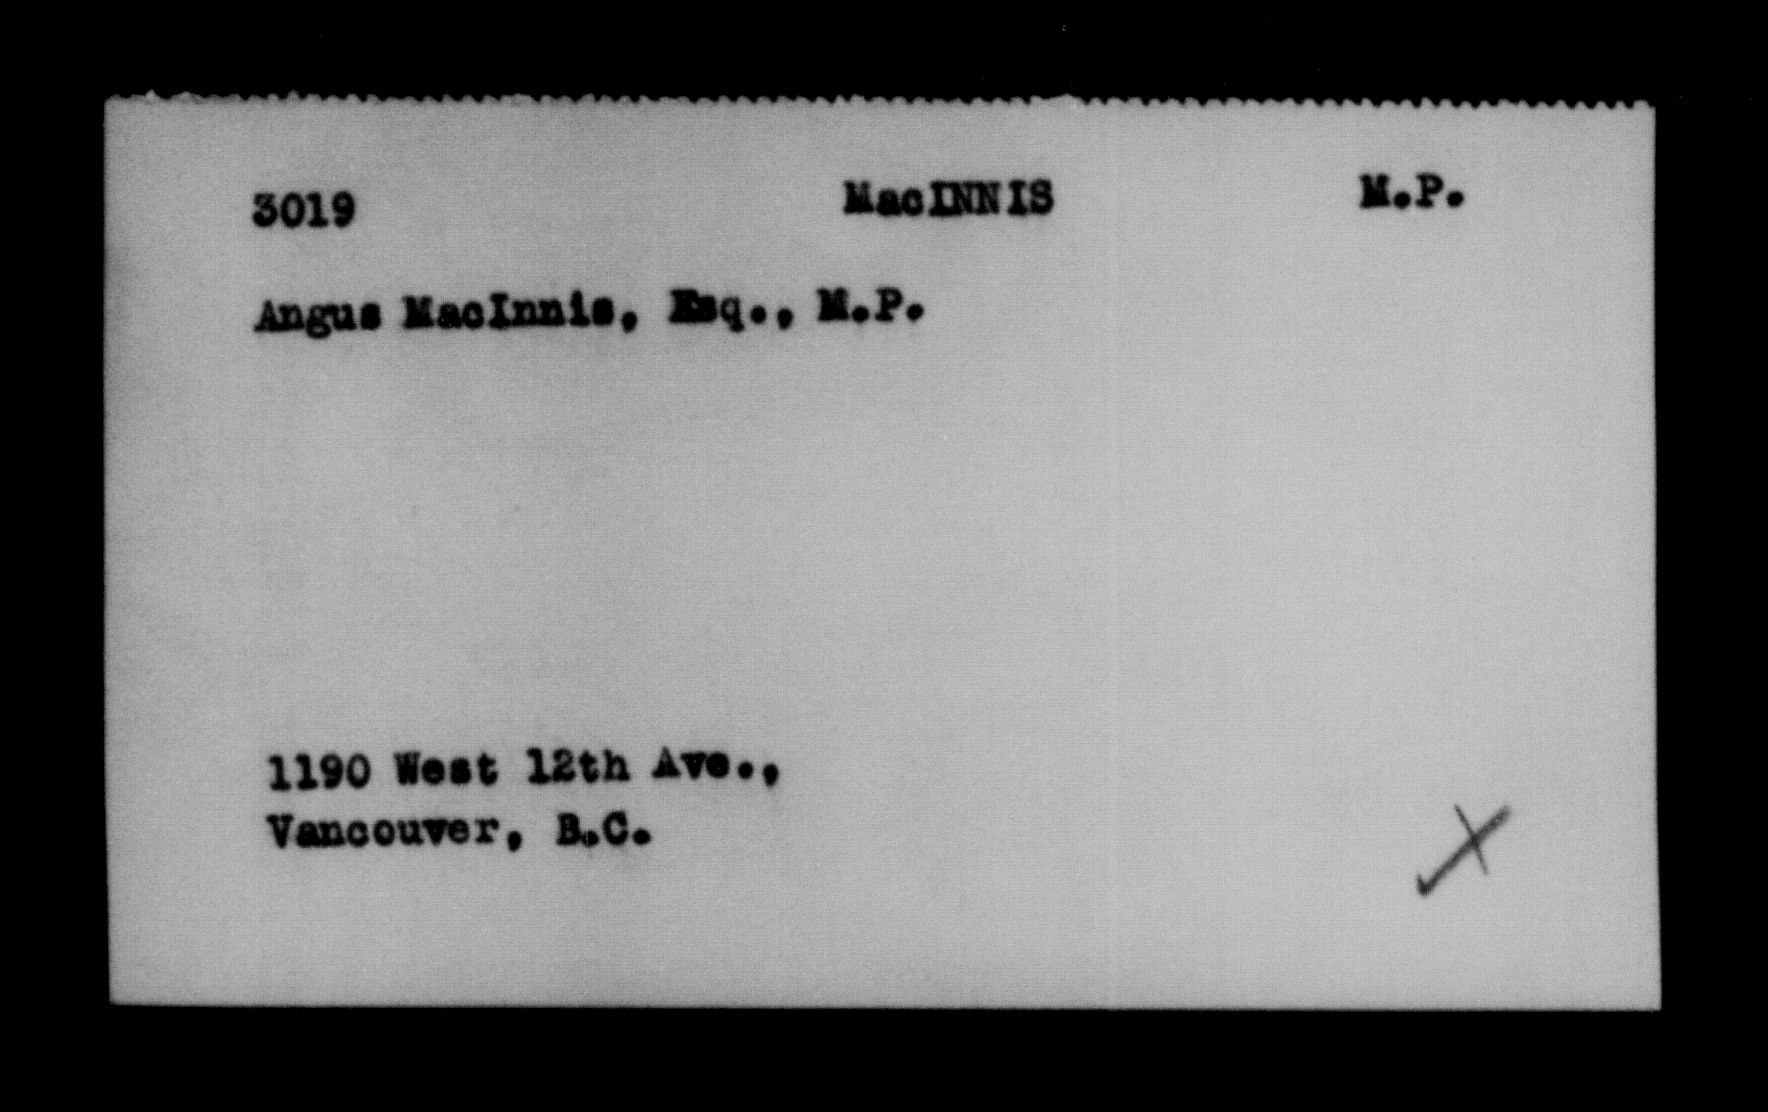 3019 MacINNIS M.P.
Angus MacInnis, Esq., M.P.
1190 West 12th Ave.,
Vancouver, B.C.